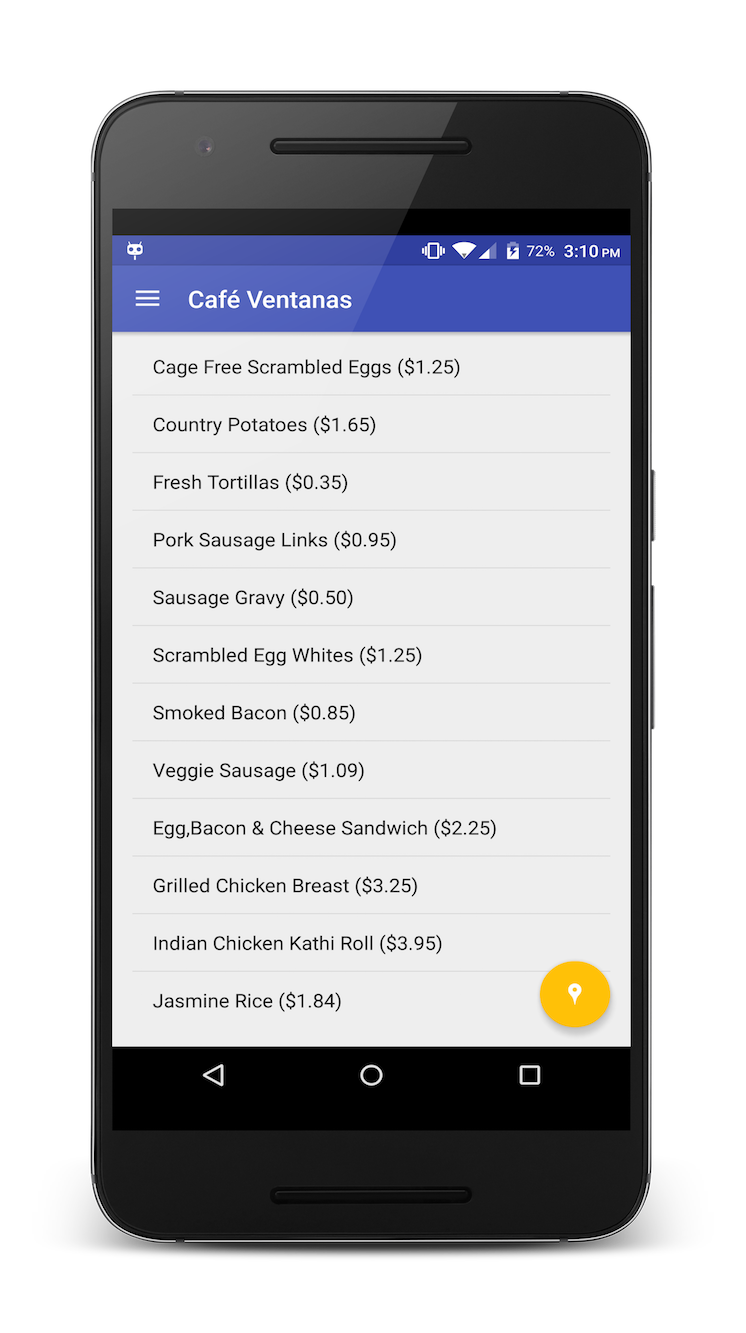 72% 3:10 PM
Café Ventanas
Cage Free Scrambled Eggs ($1.25)
Country Potatoes ($1.65)
Fresh Tortillas ($0.35)
Pork Sausage Links ($0.95)
Sausage Gravy ($0.50)
Scrambled Egg Whites ($1.25)
Smoked Bacon ($0.85)
Veggie Sausage ($1.09)
Egg,Bacon & Cheese Sandwich ($2.25)
Grilled Chicken Breast ($3.25)
Indian Chicken Kathi Roll ($3.95)
Jasmine Rice ($1.84)